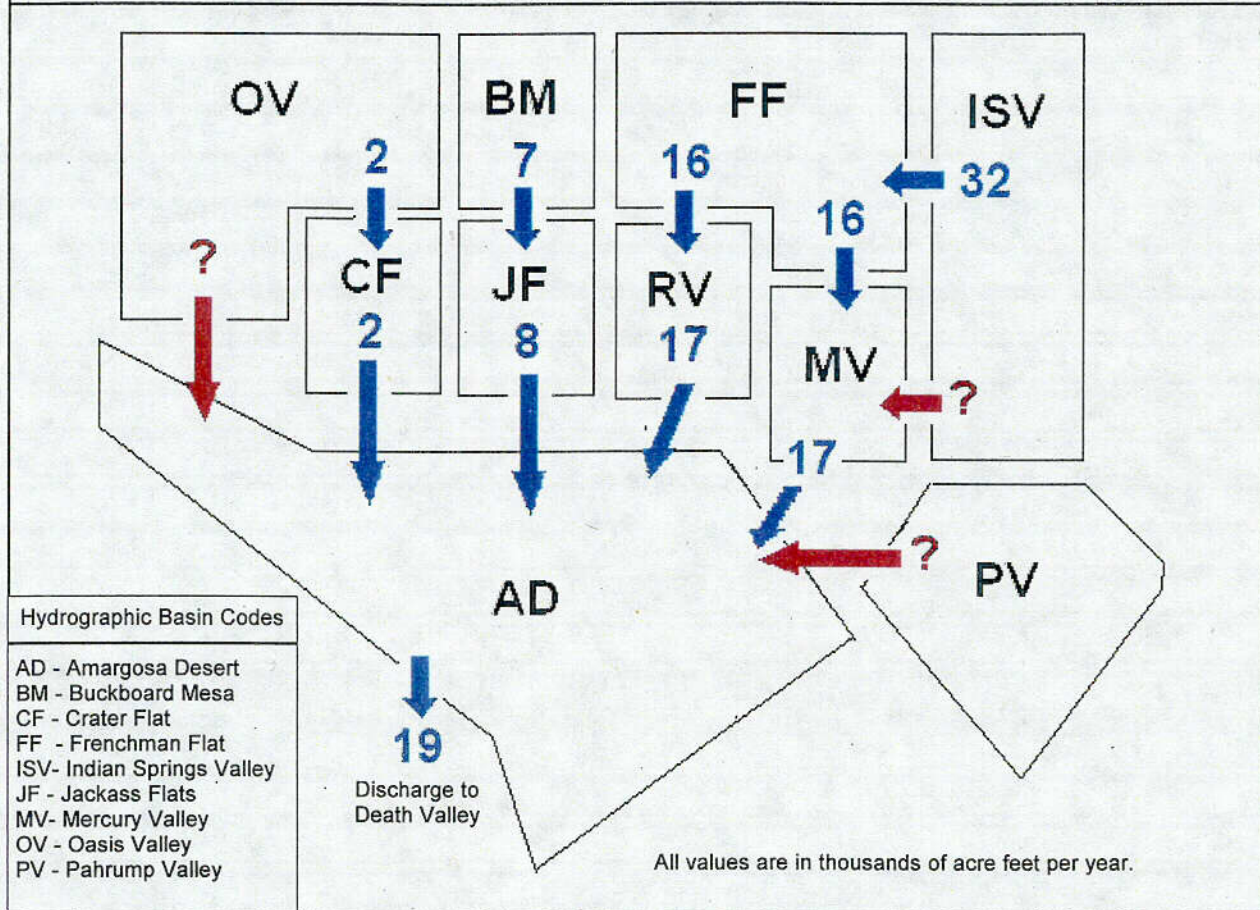 OV
BM
FF
ISV
2
7
16
32
16
?
CF
JF
RV
2
8
17
MV
?
17
?
PV
AD
Hydrographic Basin Codes
AD - Amargosa Desert
BM - Buckboard Mesa
CF - Crater Flat
FF - Frenchman Flat
ISV- Indian Springs Valley
JF - Jackass Flats
MV- Mercury Valley
OV - Oasis Valley
PV - Pahrump Valley
19
Discharge to
Death Valley
All values are in thousands of acre feet per year.